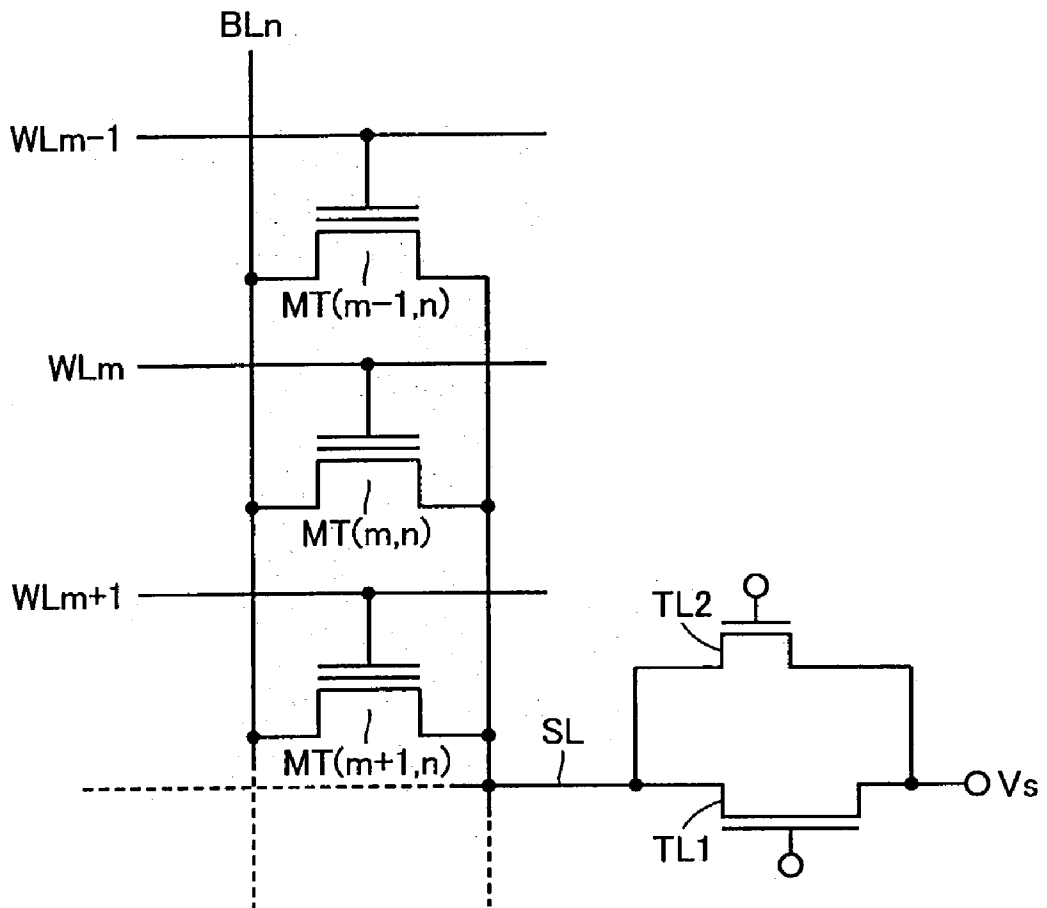 BLn
WLm-1
MT(m-1,n)
WLm
MT(m,n)
WLm+1
TL2
MT(m+1,n)
SL
Vs
TL1